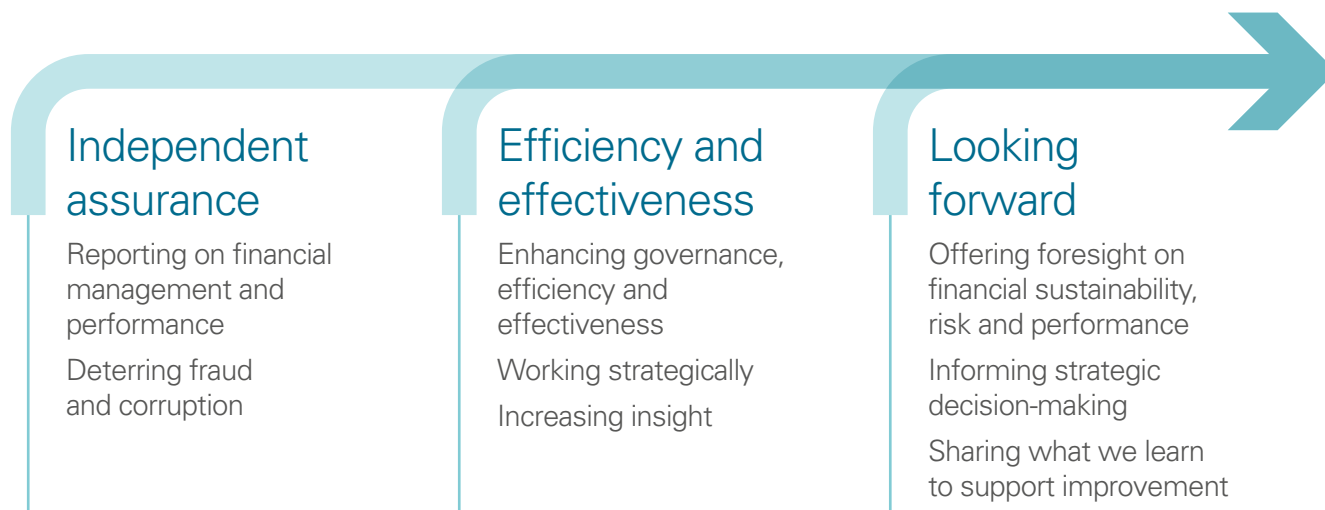 Independent
assurance
Reporting on financial
management and
performance
Deterring fraud
and corruption
Efficiency and
effectiveness
Enhancing governance,
efficiency and
effectiveness
Working strategically
Increasing insight
Looking
forward
Offering foresight on
financial sustainability,
risk and performance
Informing strategic
decision-making
Sharing what we learn
to support improvement